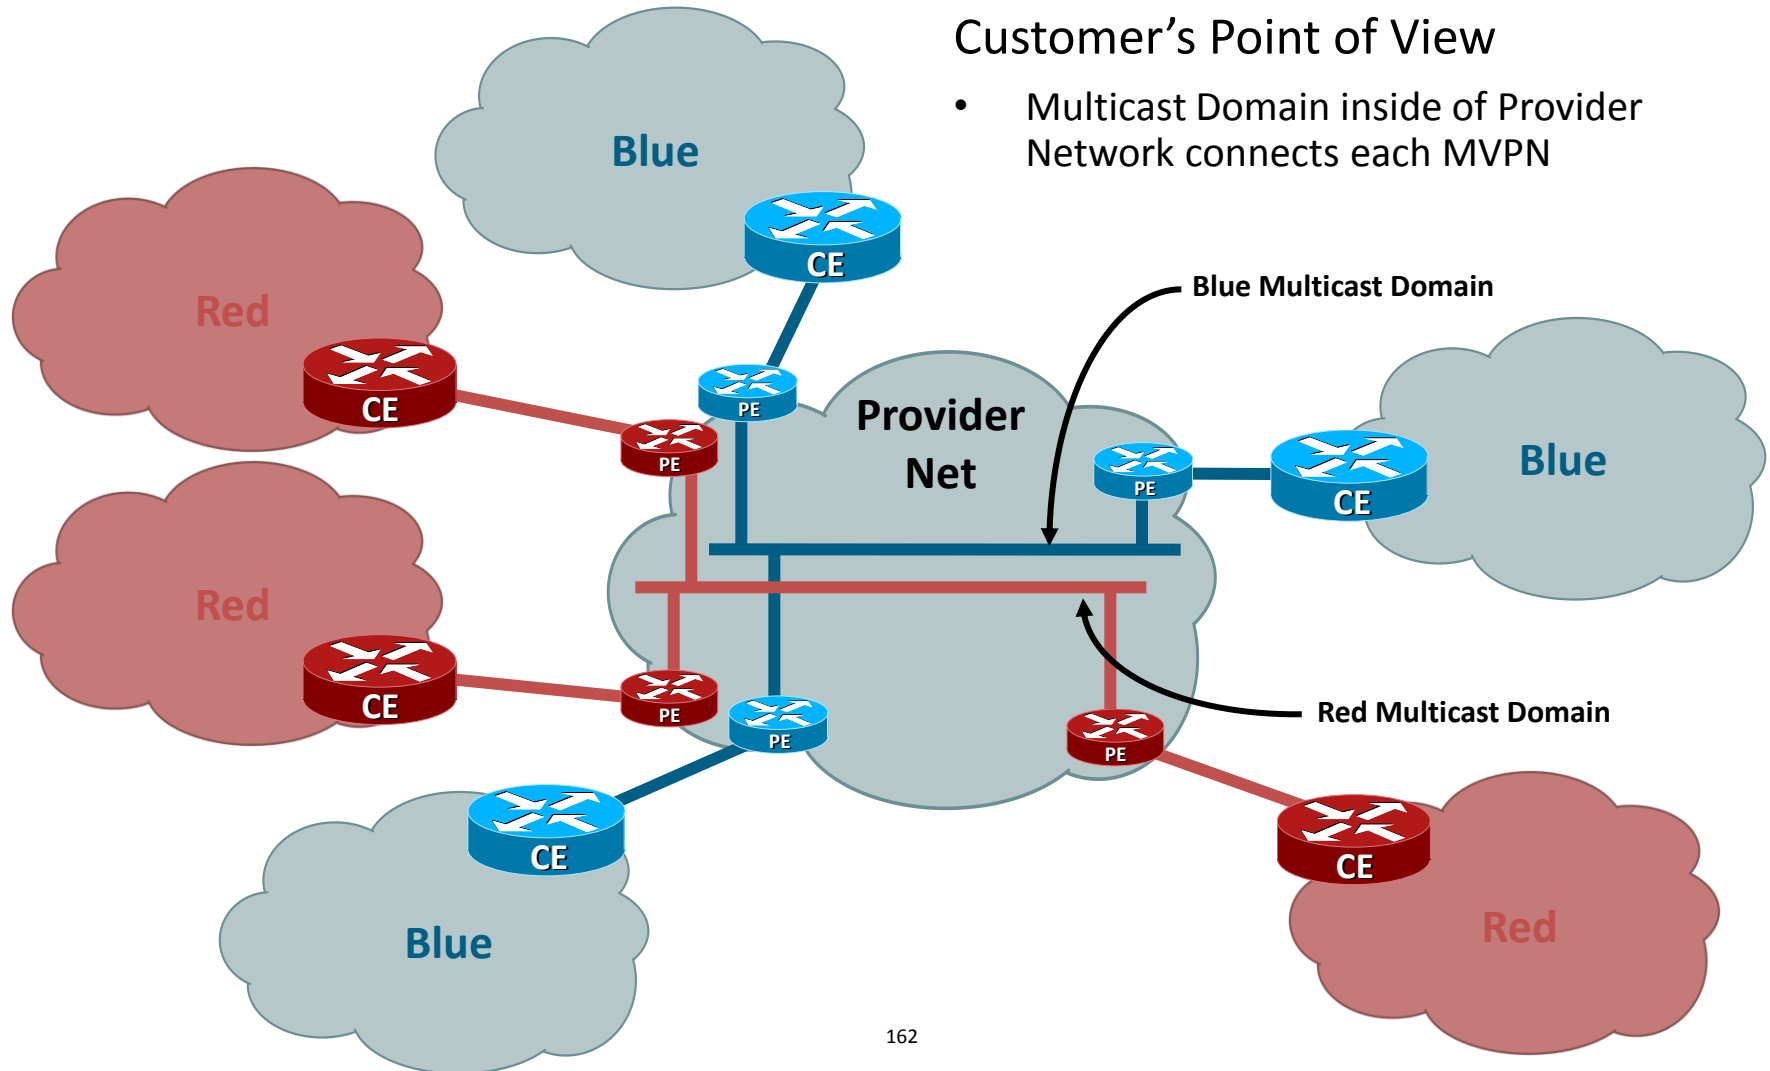 Customer’s Point of View
• Multicast Domain inside of Provider
Network connects each MVPN
Blue
CE
Red
CE
Blue Multicast Domain
PE
Provider
Net
PE
PE
CE
Blue
Red
CE
PE
PE
PE
Red Multicast Domain
CE
Blue
CE
Red
162